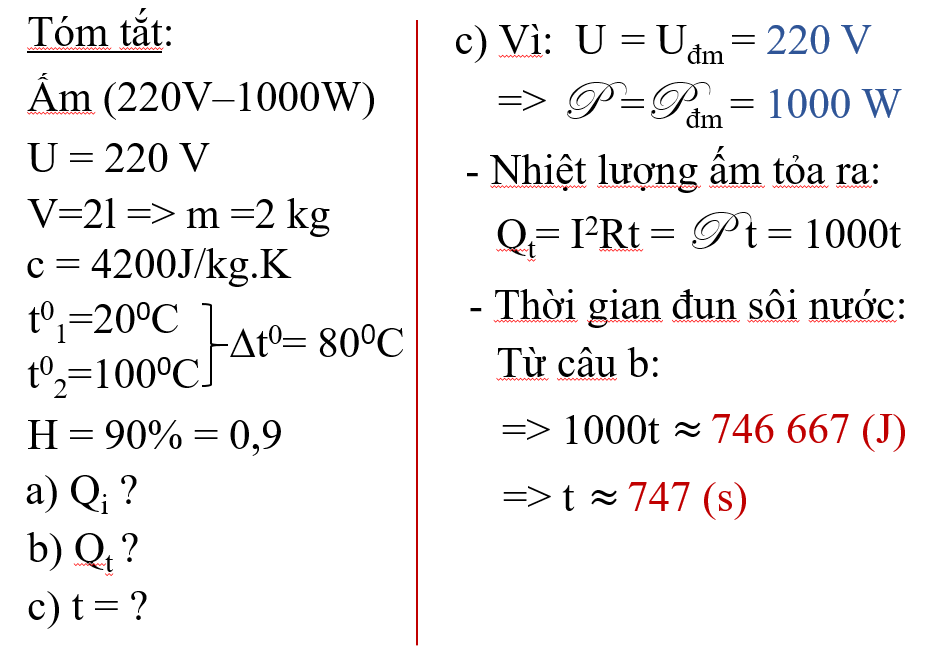 Tóm tắt:
Ấm (220V–1000W)
U = 220 V
V=2l => m =2 kg
c = 4200J/kg.K
t⁰₁=20⁰C
t⁰₂=100⁰C
Δt⁰= 80⁰C
H = 90% = 0,9
a) Qᵢ ?
b) Qₜ ?
c) t = ?
c) Vì: U = Uđm = 220 V
=> 𝒫 = 𝒫đm = 1000 W
- Nhiệt lượng ấm tỏa ra:
Qₜ= I²Rt = 𝒫 t = 1000t
- Thời gian đun sôi nước:
Từ câu b:
=> 1000t ≈ 746 667 (J)
=> t ≈ 747 (s)